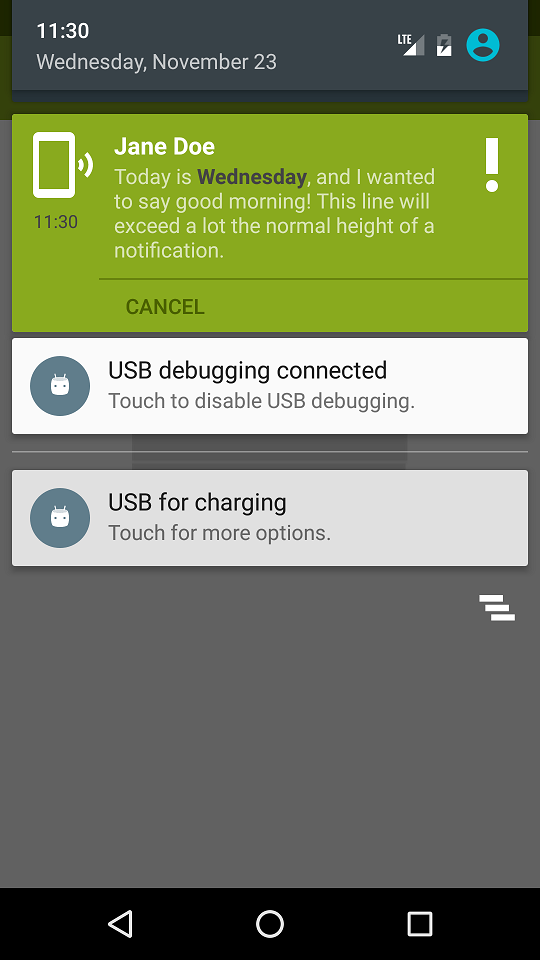 11:30
Wednesday, November 23
LTE
Jane Doe
Today is Wednesday, and I wanted
to say good morning! This line will
exceed a lot the normal height of a
notification.
11:30
CANCEL
USB debugging connected
Touch to disable USB debugging.
USB for charging
Touch for more options.